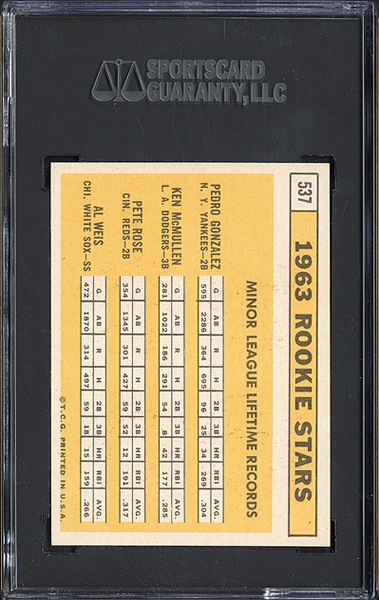 SPORTSCARD
GUARANTY, LLC
537
1963 ROOKIE STARS
MINOR LEAGUE LIFETIME RECORDS
PEDRO GONZALEZ
N. Y. YANKEES—2B
G AB R H 2B 3B HR RBI AVG.
595 2286 364 695 96 25 34 248 .304
KEN McMULLEN
L. A. DODGERS—3B
G AB R H 2B 3B HR RBI AVG.
281 1022 186 291 54 8 42 177 .285
PETE ROSE
CIN. REDS—2B
G AB R H 2B 3B HR RBI AVG.
354 1345 301 427 59 52 12 191 .317
AL WEIS
CHI. WHITE SOX—SS
G AB R H 2B 3B HR RBI AVG.
472 1870 314 497 59 18 15 159 .266
© T.C.G. PRINTED IN U.S.A.